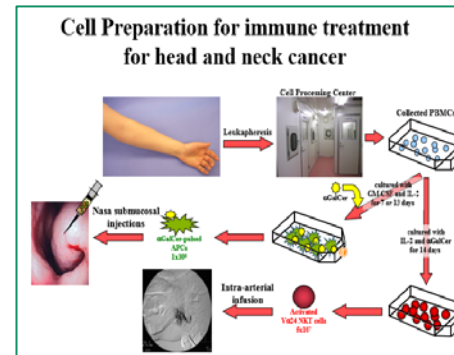 Cell Preparation for immune treatment
for head and neck cancer
Cell Processing Center
Leukapheresis
Collected PBMCs
αGalCer
cultured with
GM-CSF and IL-2
for 7 or 13 days
Nasa submucosal
injections
αGalCer-pulsed
APCs
1x10⁸
cultured with
IL-2 and αGalCer
for 14 days
Intra-arterial
infusion
Activated
Vα24 NKT cells
5x10⁷